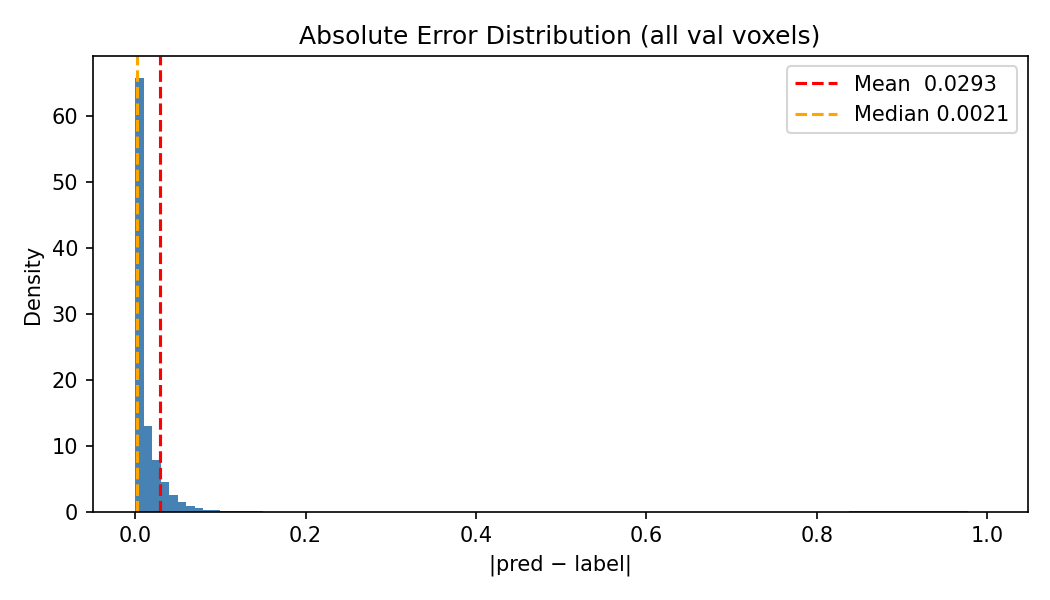 Absolute Error Distribution (all val voxels)
Mean  0.0293
Median 0.0021
Density
60
50
40
30
20
10
0
0.0 0.2 0.4 0.6 0.8 1.0
|pred − label|